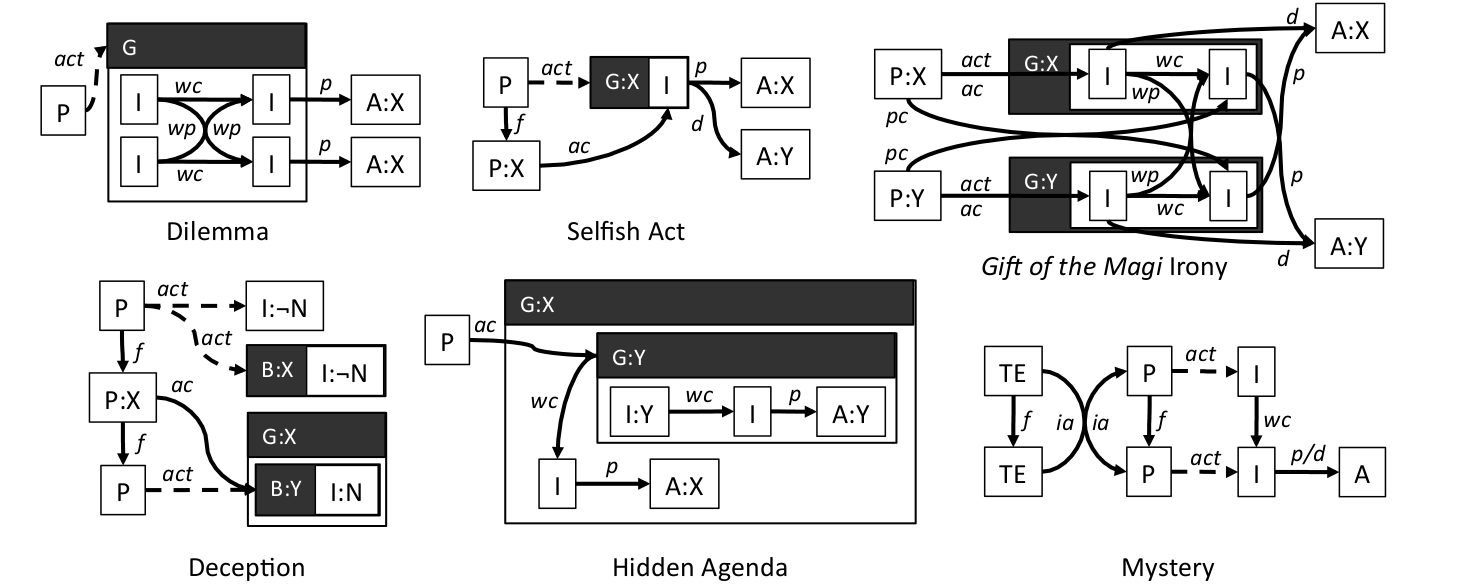 G
act
P
I
wc
I
p
A:X
wp
wp
I
wc
I
p
A:X
Dilemma
P
act
G:X
I
p
A:X
f
d
P:X
ac
A:Y
Selfish Act
d
A:X
P:X
act
ac
G:X
I
wc
wp
I
p
pc
pc
P:Y
act
ac
G:Y
I
wp
wc
I
p
d
A:Y
Gift of the Magi Irony
P
act
I:¬N
act
f
B:X
I:¬N
P:X
ac
G:X
f
P
act
B:Y
I:N
Deception
G:X
P
ac
G:Y
wc
I:Y
wc
I
p
A:Y
I
p
A:X
Hidden Agenda
TE
P
act
I
f
ia
ia
f
wc
TE
P
act
I
p/d
A
Mystery